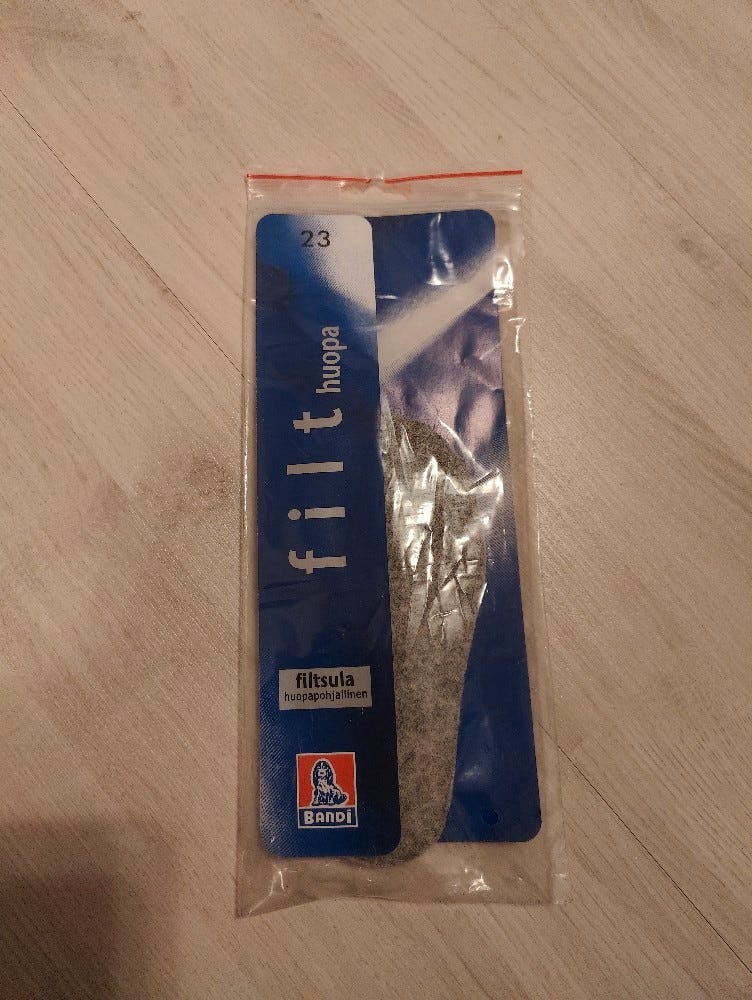 23
filt huopa
filtsula
huopapohjallinen
BANDI